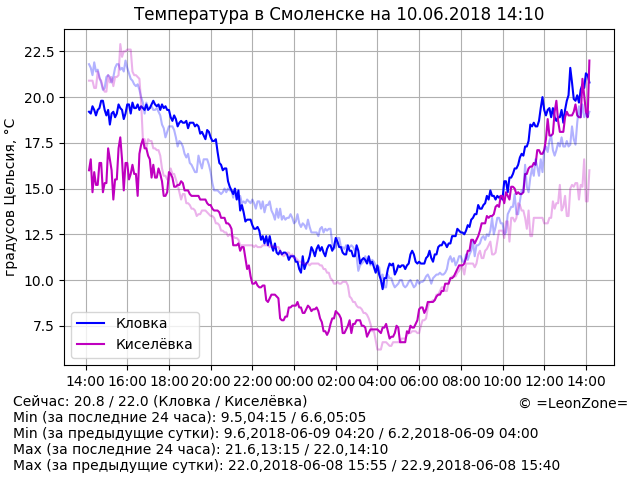 Температура в Смоленске на 10.06.2018 14:10
градусов Цельсия, °C
22.5
20.0
17.5
15.0
12.5
10.0
7.5
Кловка
Киселёвка
14:00 16:00 18:00 20:00 22:00 00:00 02:00 04:00 06:00 08:00 10:00 12:00 14:00
© =LeonZone=
Сейчас: 20.8 / 22.0 (Кловка / Киселёвка)
Min (за последние 24 часа): 9.5,04:15 / 6.6,05:05
Min (за предыдущие сутки): 9.6,2018-06-09 04:20 / 6.2,2018-06-09 04:00
Max (за последние 24 часа): 21.6,13:15 / 22.0,14:10
Max (за предыдущие сутки): 22.0,2018-06-08 15:55 / 22.9,2018-06-08 15:40